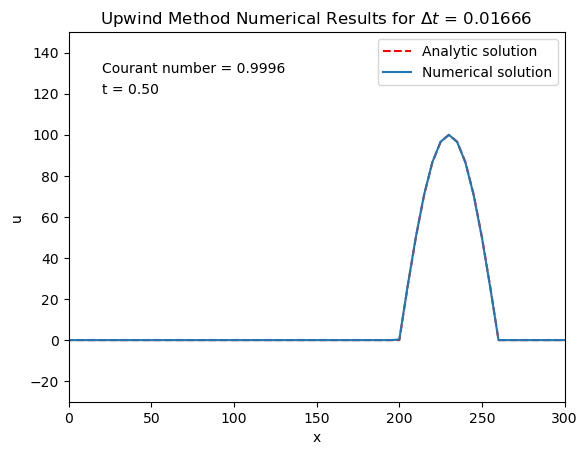 Upwind Method Numerical Results for Δt = 0.01666
Courant number = 0.9996
t = 0.50
Analytic solution
Numerical solution
140
120
100
80
60
40
20
0
−20
u
0 50 100 150 200 250 300
x